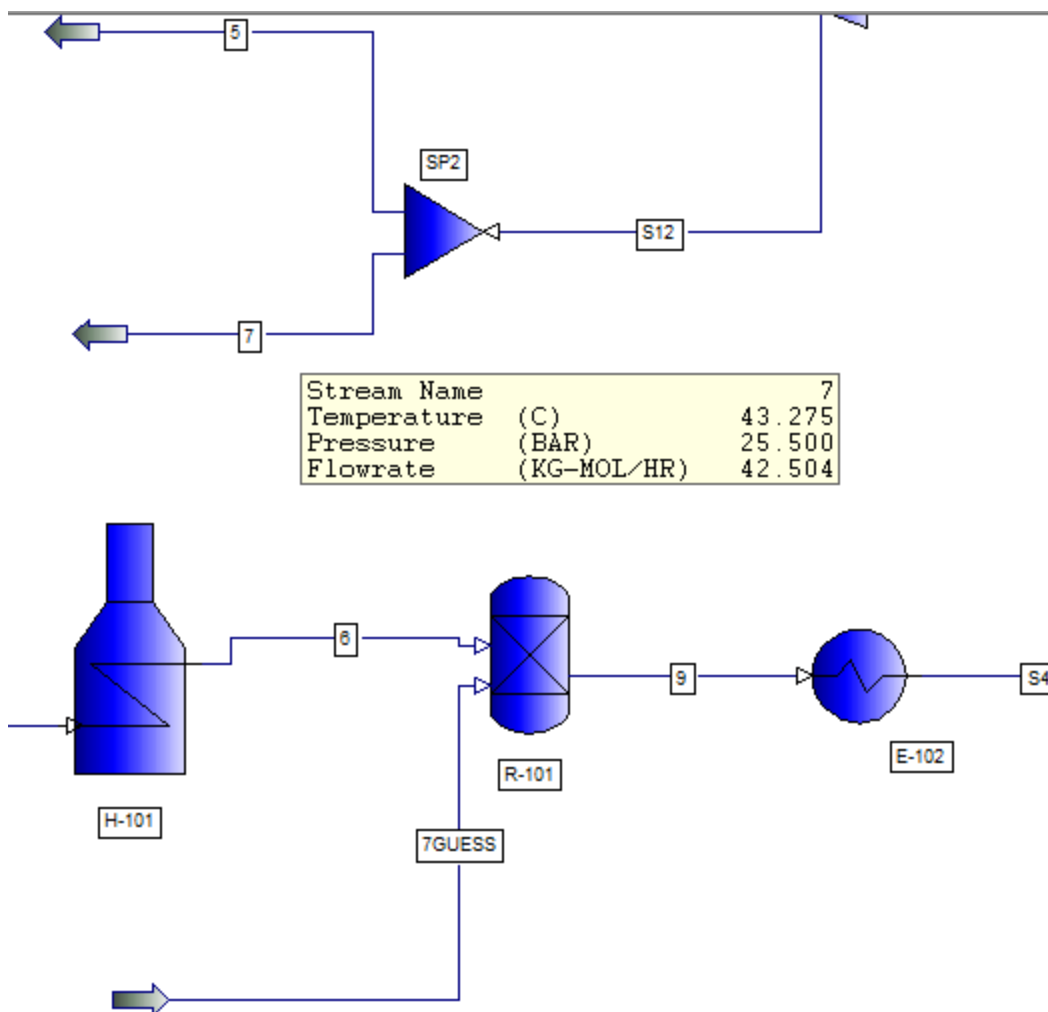 5
SP2
S12
7
Stream Name 7
Temperature (C) 43.275
Pressure (BAR) 25.500
Flowrate (KG-MOL/HR) 42.504
6
9
S4
R-101
E-102
H-101
7GUESS